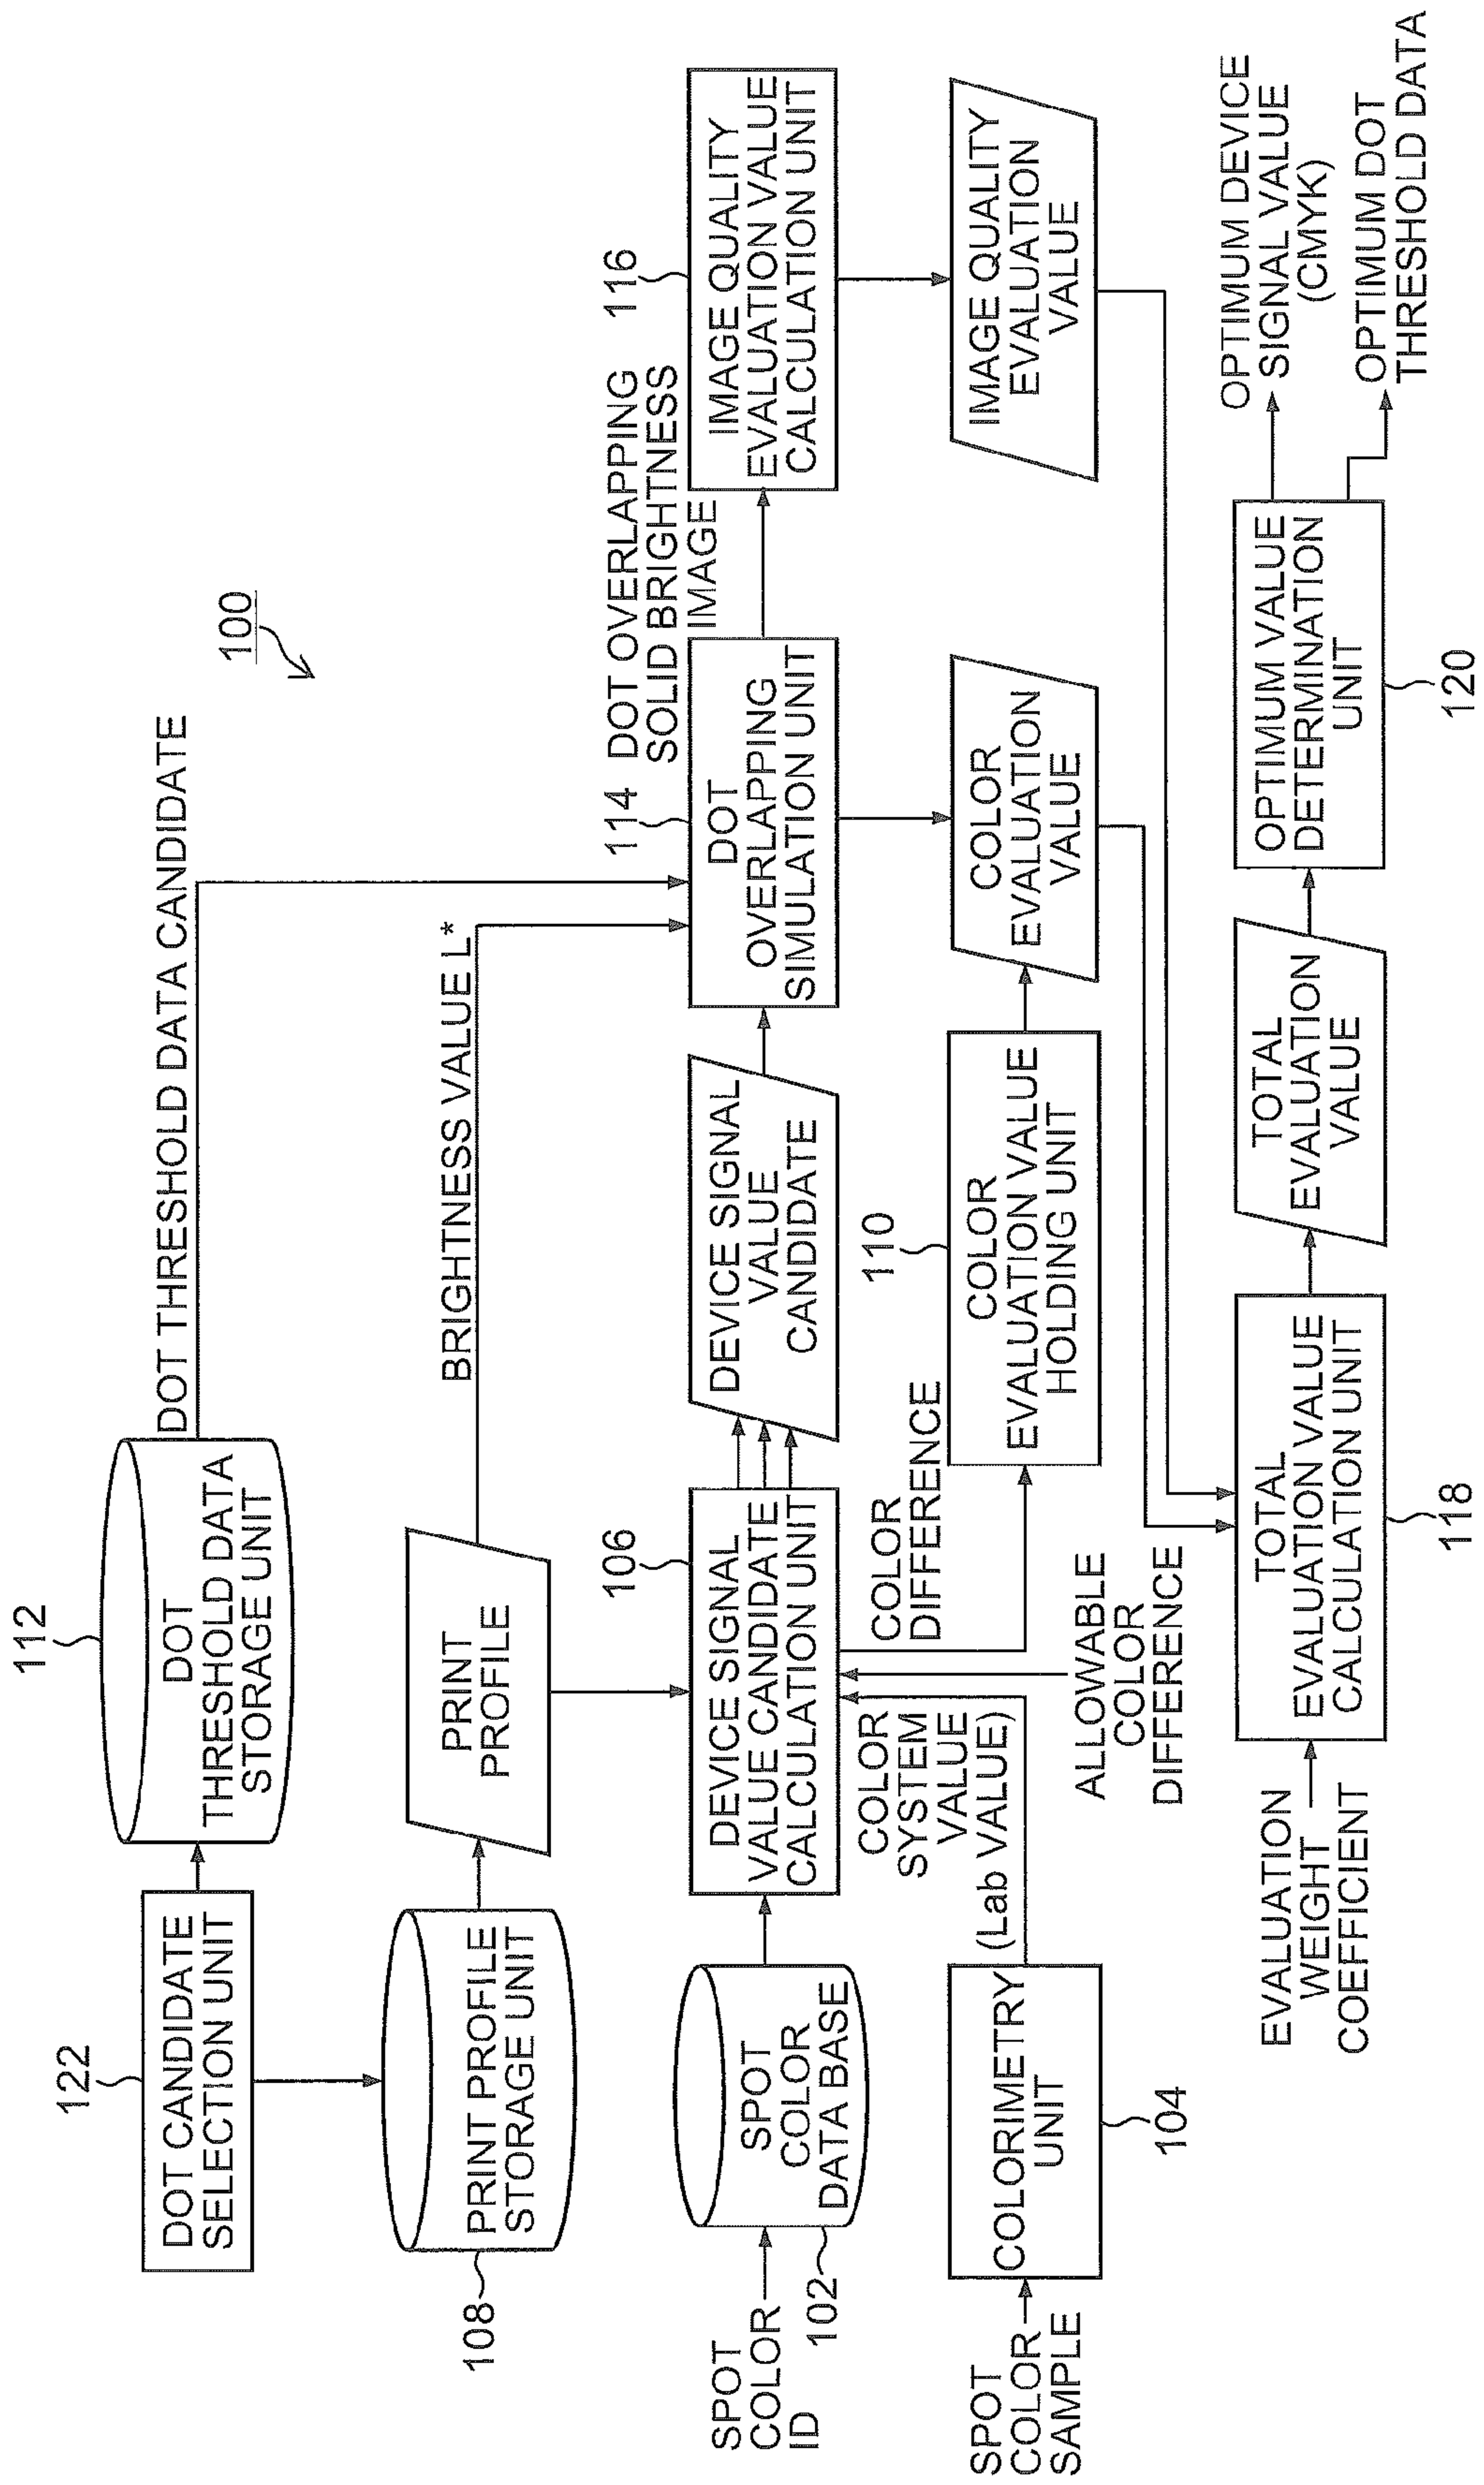 100
122
DOT CANDIDATE
SELECTION UNIT
112
DOT
THRESHOLD DATA
STORAGE UNIT
DOT THRESHOLD DATA CANDIDATE
108
PRINT PROFILE
STORAGE UNIT
PRINT
PROFILE
BRIGHTNESS VALUE L*
SPOT
COLOR
ID
102
SPOT
COLOR
DATA BASE
106
DEVICE SIGNAL
VALUE CANDIDATE
CALCULATION UNIT
DEVICE SIGNAL
VALUE
CANDIDATE
114
DOT
OVERLAPPING
SIMULATION UNIT
DOT OVERLAPPING
SOLID BRIGHTNESS
IMAGE
116
IMAGE QUALITY
EVALUATION VALUE
CALCULATION UNIT
SPOT
COLOR
SAMPLE
COLORIMETRY
UNIT
104
COLOR
SYSTEM
VALUE
(Lab VALUE)
ALLOWABLE
COLOR
DIFFERENCE
COLOR
DIFFERENCE
110
COLOR
EVALUATION VALUE
HOLDING UNIT
COLOR
EVALUATION
VALUE
IMAGE QUALITY
EVALUATION
VALUE
EVALUATION
WEIGHT
COEFFICIENT
TOTAL
EVALUATION VALUE
CALCULATION UNIT
118
TOTAL
EVALUATION
VALUE
OPTIMUM VALUE
DETERMINATION
UNIT
120
OPTIMUM DEVICE
SIGNAL VALUE
(CMYK)
OPTIMUM DOT
THRESHOLD DATA